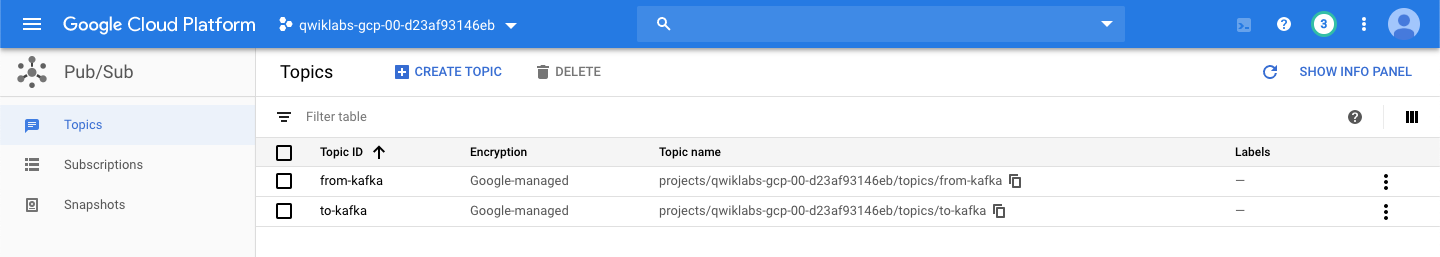 Google Cloud Platform qwiklabs-gcp-00-d23af93146eb 3
Pub/Sub Topics CREATE TOPIC DELETE SHOW INFO PANEL
Topics Filter table
Topic ID Encryption Topic name Labels
Subscriptions
from-kafka Google-managed projects/qwiklabs-gcp-00-d23af93146eb/topics/from-kafka —
Snapshots
to-kafka Google-managed projects/qwiklabs-gcp-00-d23af93146eb/topics/to-kafka —